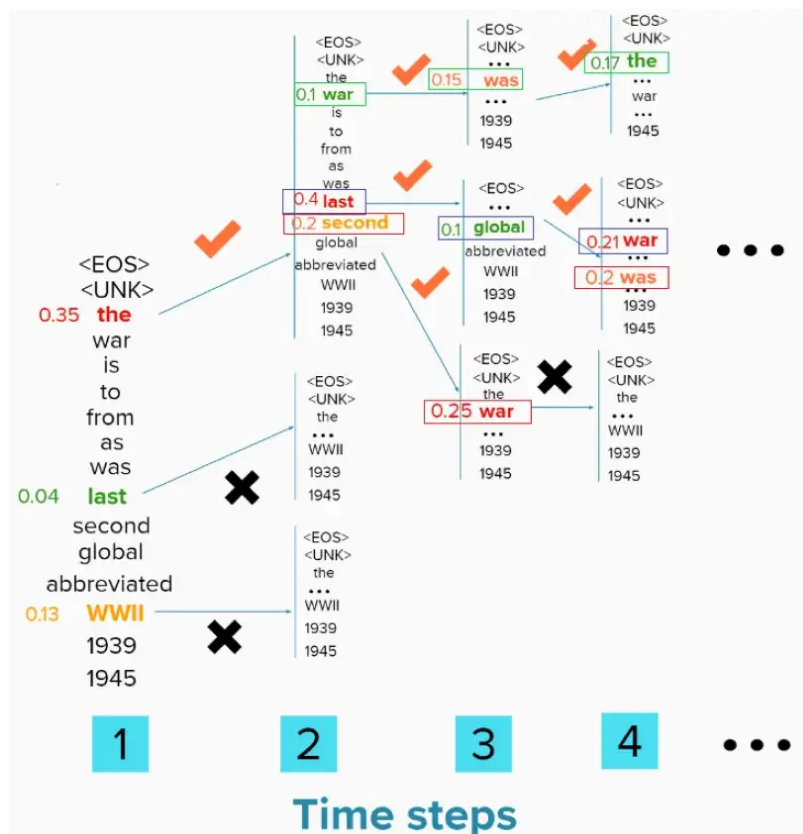 <EOS>
<UNK>
0.35 the
war
is
to
from
as
was
0.04 last
second
global
abbreviated
0.13 WWII
1939
1945
<EOS>
<UNK>
the
0.1 war
is
to
from
as
was
0.4 last
0.2 second
global
abbreviated
WWII
1939
1945
<EOS>
<UNK>
the
...
WWII
1939
1945
<EOS>
<UNK>
the
...
WWII
1939
1945
<EOS>
<UNK>
...
0.15 was
...
1939
1945
<EOS>
...
0.1 global
abbreviated
WWII
1939
1945
<EOS>
<UNK>
the
0.25 war
...
1939
1945
<EOS>
<UNK>
0.17 the
...
war
...
1945
<EOS>
<UNK>
...
0.21 war
...
0.2 was
...
1939
1945
<EOS>
<UNK>
the
...
WWII
1939
1945
...
1 2 3 4 ...
Time steps